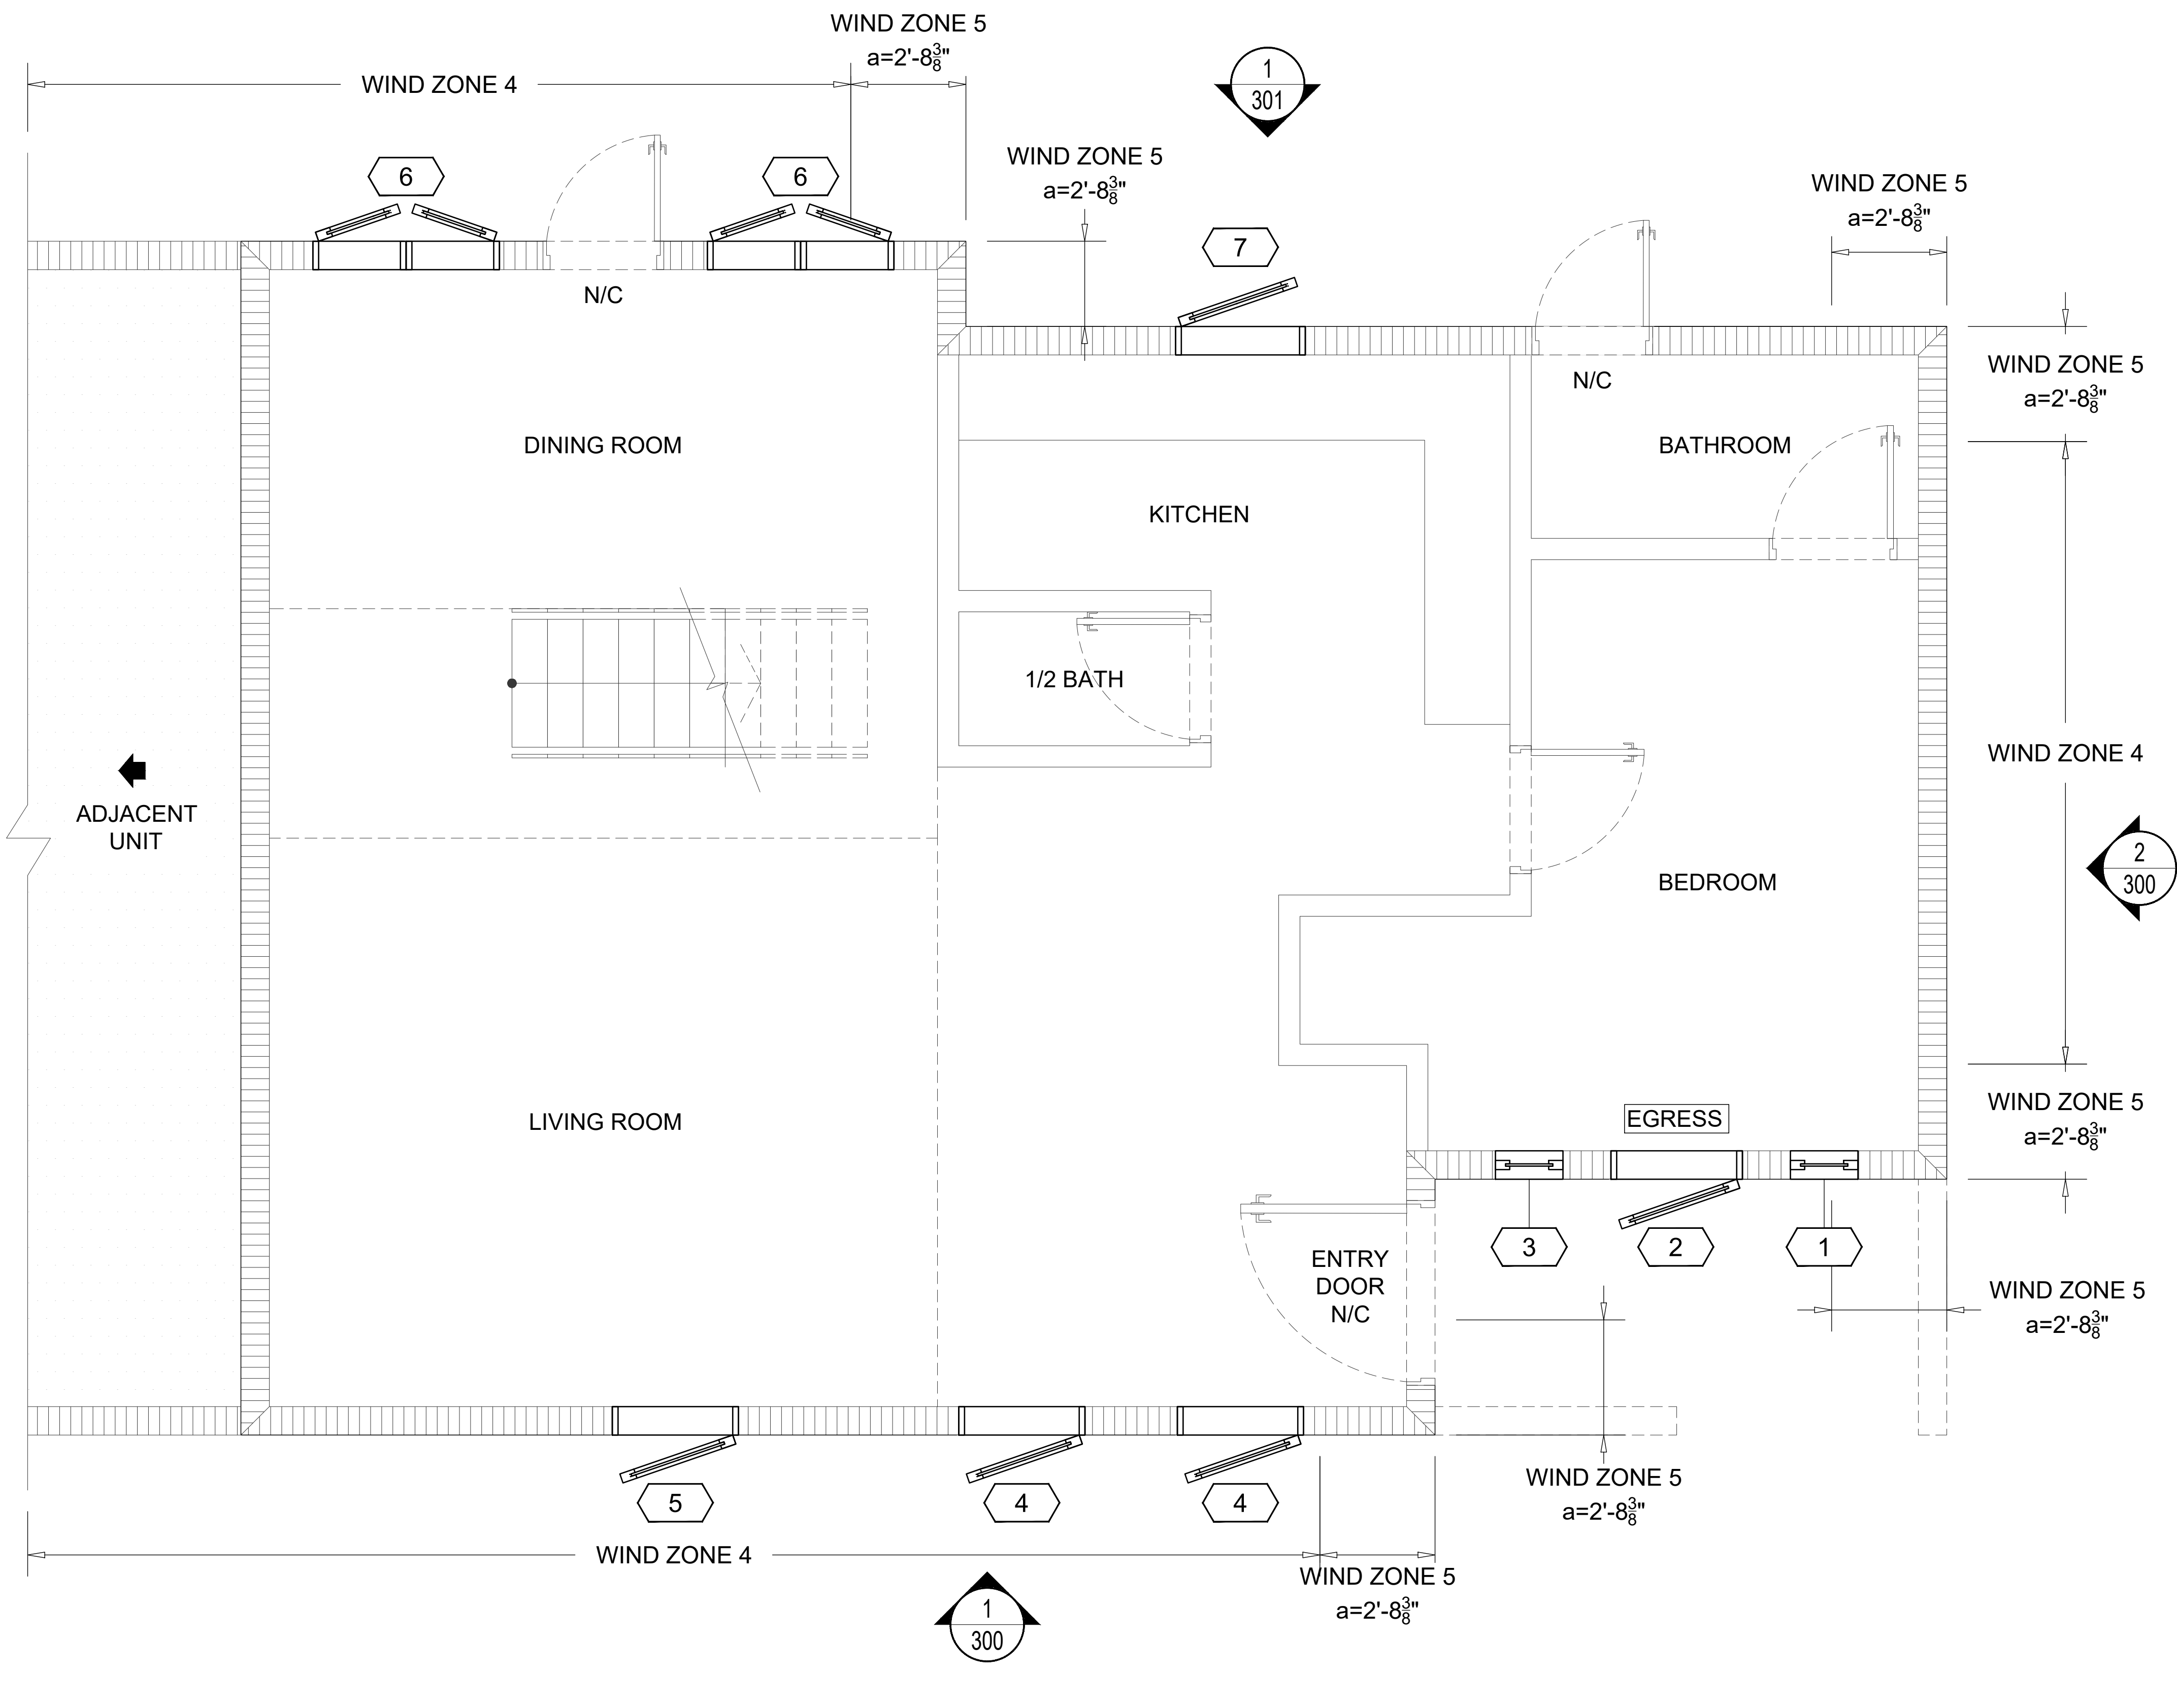 WIND ZONE 5
a=2'-8 3/8"
WIND ZONE 4
1
301
WIND ZONE 5
a=2'-8 3/8"
WIND ZONE 5
a=2'-8 3/8"
6
6
7
N/C
N/C
WIND ZONE 5
a=2'-8 3/8"
DINING ROOM
BATHROOM
KITCHEN
1/2 BATH
WIND ZONE 4
ADJACENT
UNIT
2
300
BEDROOM
LIVING ROOM
EGRESS
WIND ZONE 5
a=2'-8 3/8"
3
2
1
ENTRY
DOOR
N/C
WIND ZONE 5
a=2'-8 3/8"
5
4
4
WIND ZONE 5
a=2'-8 3/8"
WIND ZONE 4
WIND ZONE 5
a=2'-8 3/8"
1
300